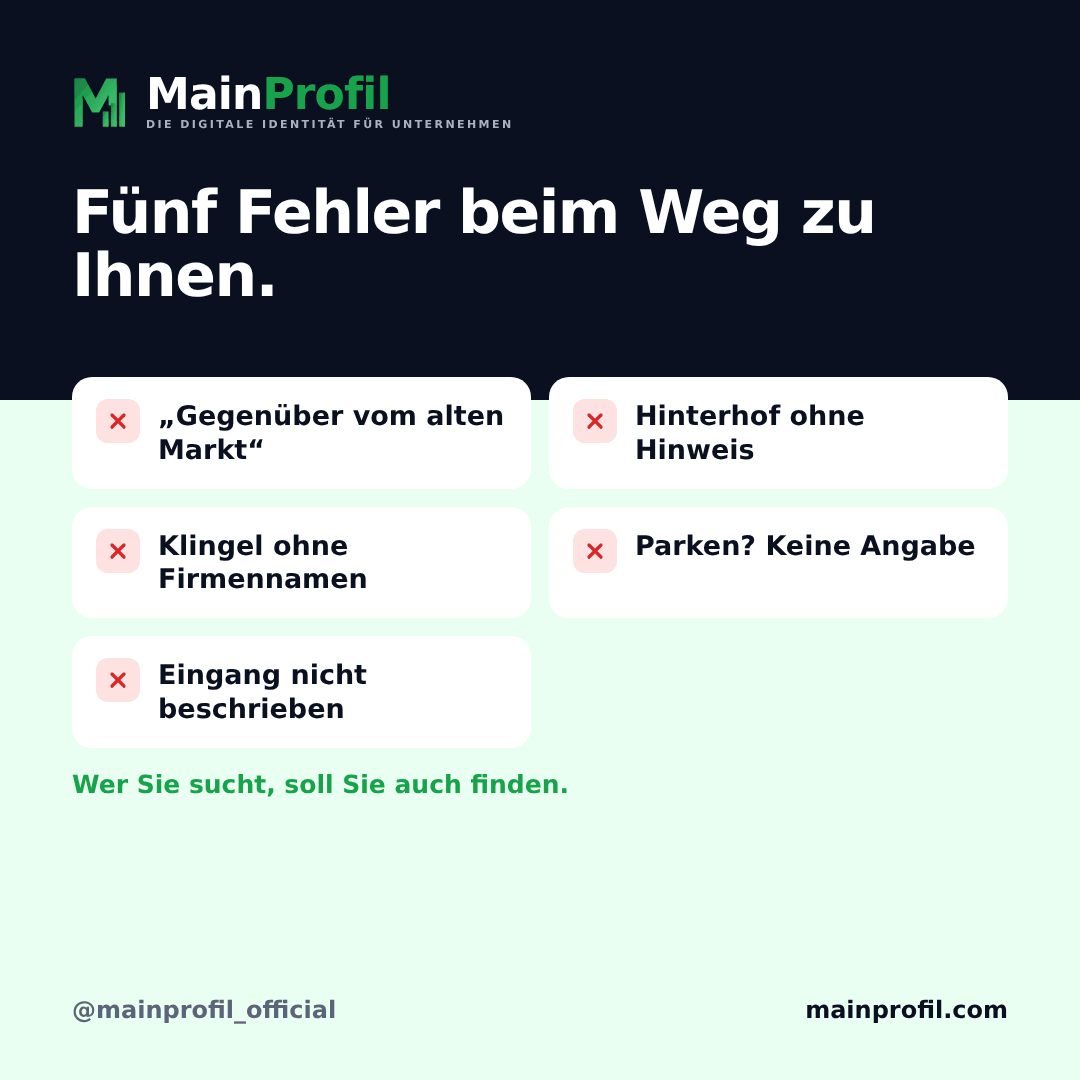 MainProfil
DIE DIGITALE IDENTITÄT FÜR UNTERNEHMEN
Fünf Fehler beim Weg zu
Ihnen.
„Gegenüber vom alten
Markt“
Hinterhof ohne
Hinweis
Klingel ohne
Firmennamen
Parken? Keine Angabe
Eingang nicht
beschrieben
Wer Sie sucht, soll Sie auch finden.
@mainprofil_official
mainprofil.com